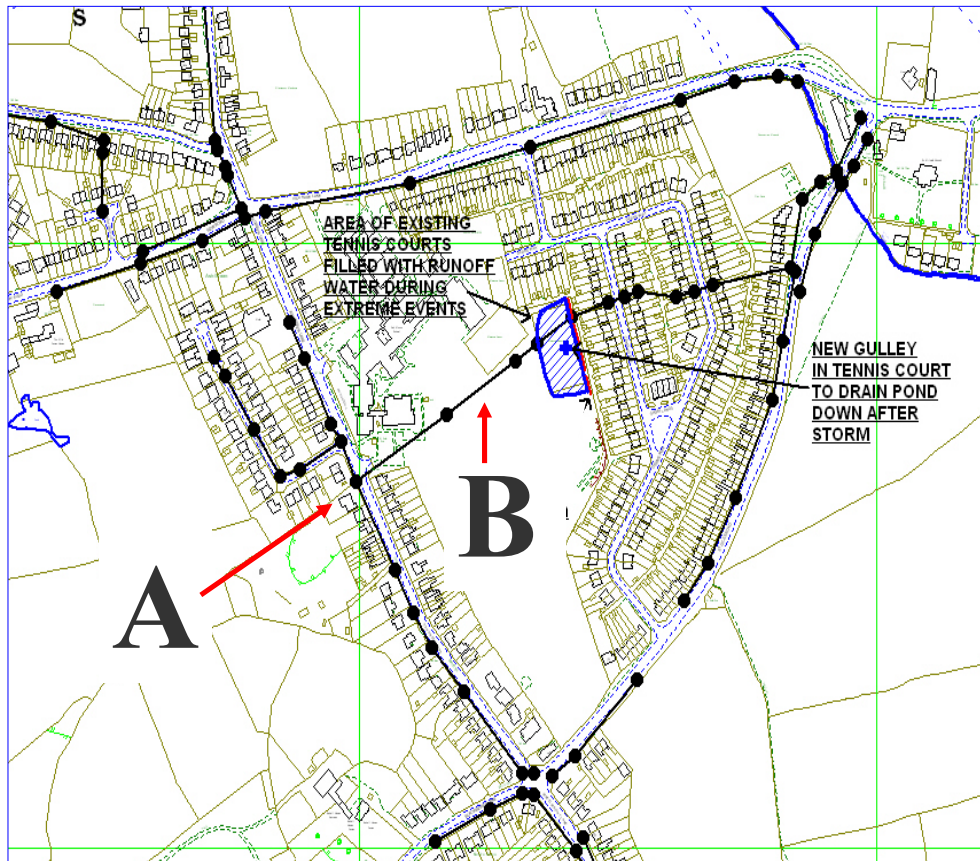 S
AREA OF EXISTING
TENNIS COURTS
FILLED WITH RUNOFF
WATER DURING
EXTREME EVENTS
NEW GULLEY
IN TENNIS COURT
TO DRAIN POND
DOWN AFTER
STORM
B
A